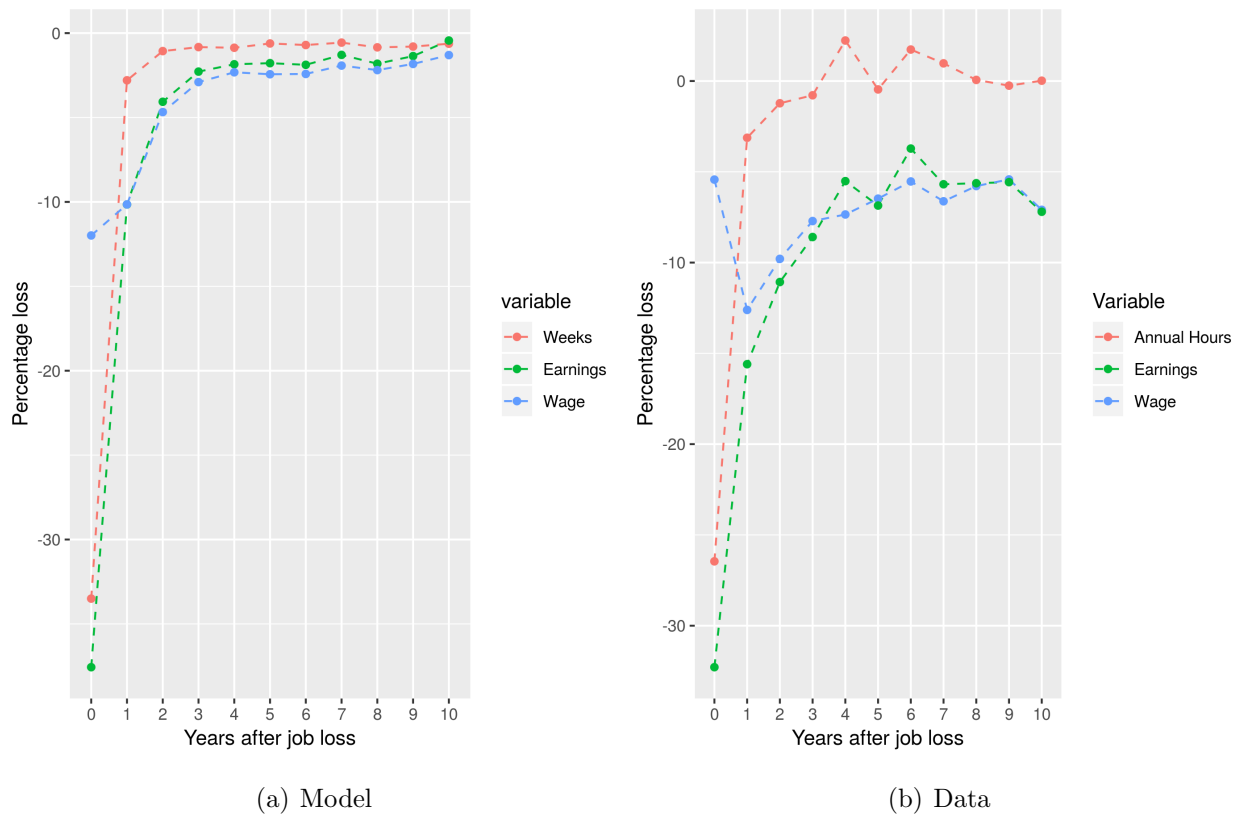 0
-10
-20
-30
Percentage loss
0 1 2 3 4 5 6 7 8 9 10
Years after job loss
variable
Weeks
Earnings
Wage
(a) Model
0
-10
-20
-30
Percentage loss
0 1 2 3 4 5 6 7 8 9 10
Years after job loss
Variable
Annual Hours
Earnings
Wage
(b) Data